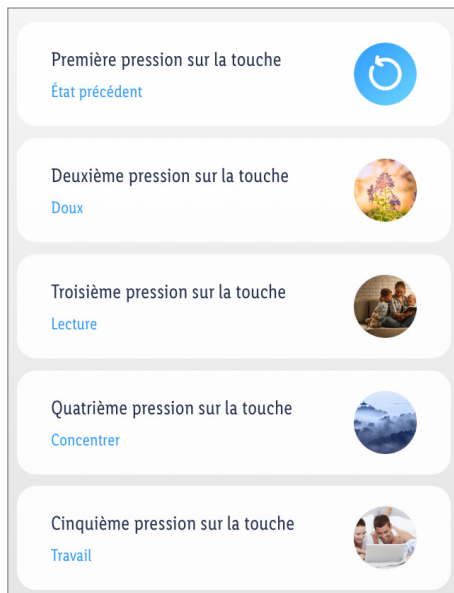 Première pression sur la touche
État précédent
Deuxième pression sur la touche
Doux
Troisième pression sur la touche
Lecture
Quatrième pression sur la touche
Concentrer
Cinquième pression sur la touche
Travail